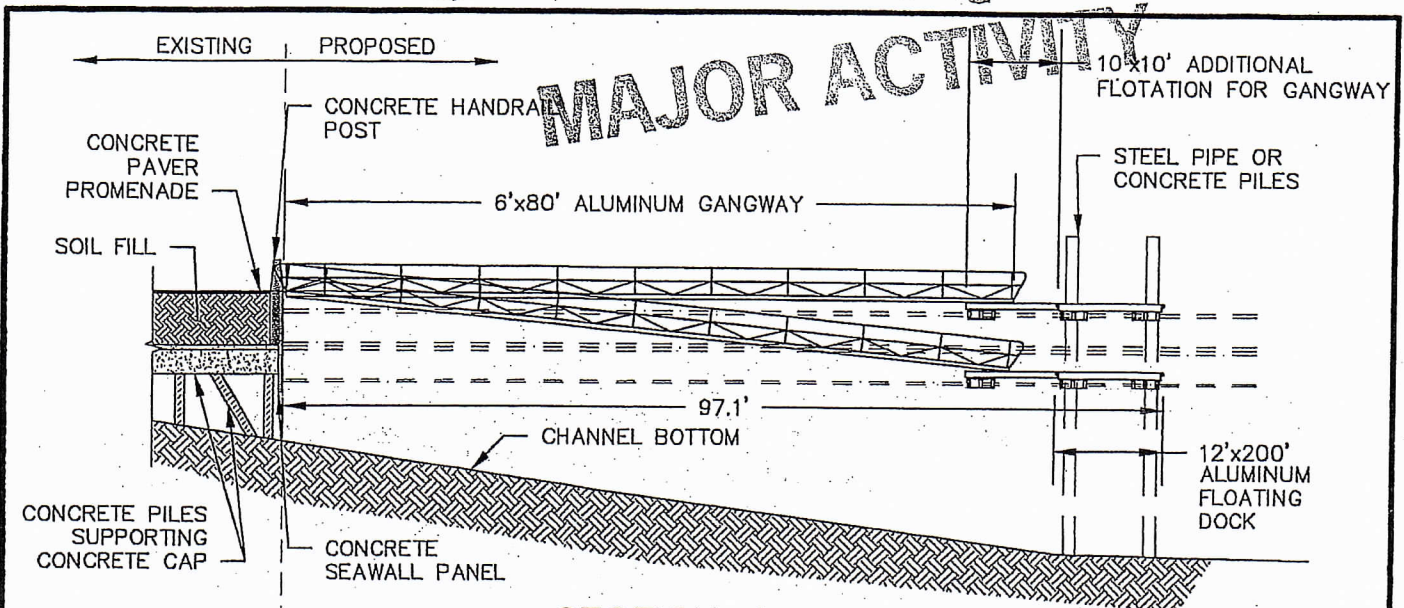 EXISTING
PROPOSED
MAJOR ACTIVITY
10'x10' ADDITIONAL
FLOTATION FOR GANGWAY
CONCRETE HANDRAIL
POST
CONCRETE
PAVER
PROMENADE
STEEL PIPE OR
CONCRETE PILES
6'x80' ALUMINUM GANGWAY
SOIL FILL
97.1'
CHANNEL BOTTOM
12'x200'
ALUMINUM
FLOATING
DOCK
CONCRETE PILES
SUPPORTING
CONCRETE CAP
CONCRETE
SEAWALL PANEL